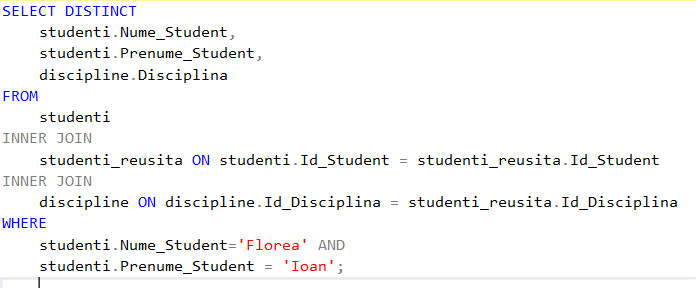 SELECT DISTINCT
studenti.Nume_Student,
studenti.Prenume_Student,
discipline.Disciplina
FROM
studenti
INNER JOIN
studenti_reusita ON studenti.Id_Student = studenti_reusita.Id_Student
INNER JOIN
discipline ON discipline.Id_Disciplina = studenti_reusita.Id_Disciplina
WHERE
studenti.Nume_Student='Florea' AND
studenti.Prenume_Student = 'Ioan';